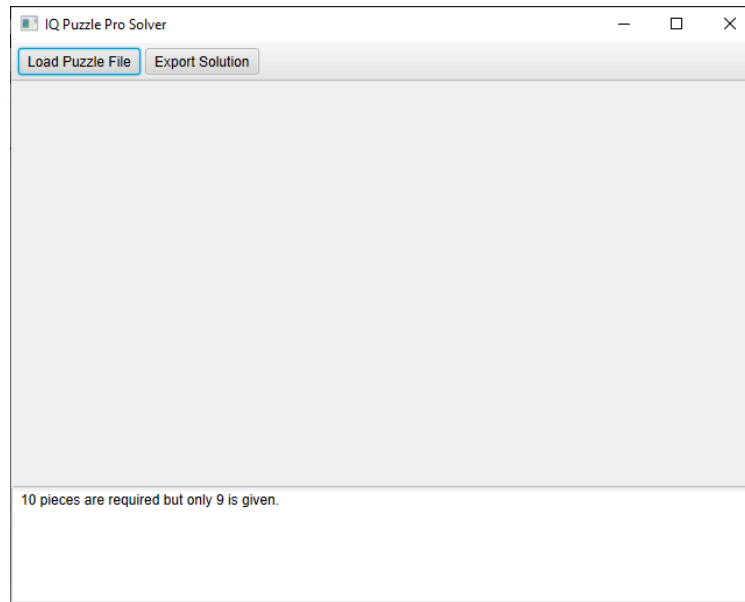 IQ Puzzle Pro Solver
Load Puzzle File Export Solution
10 pieces are required but only 9 is given.